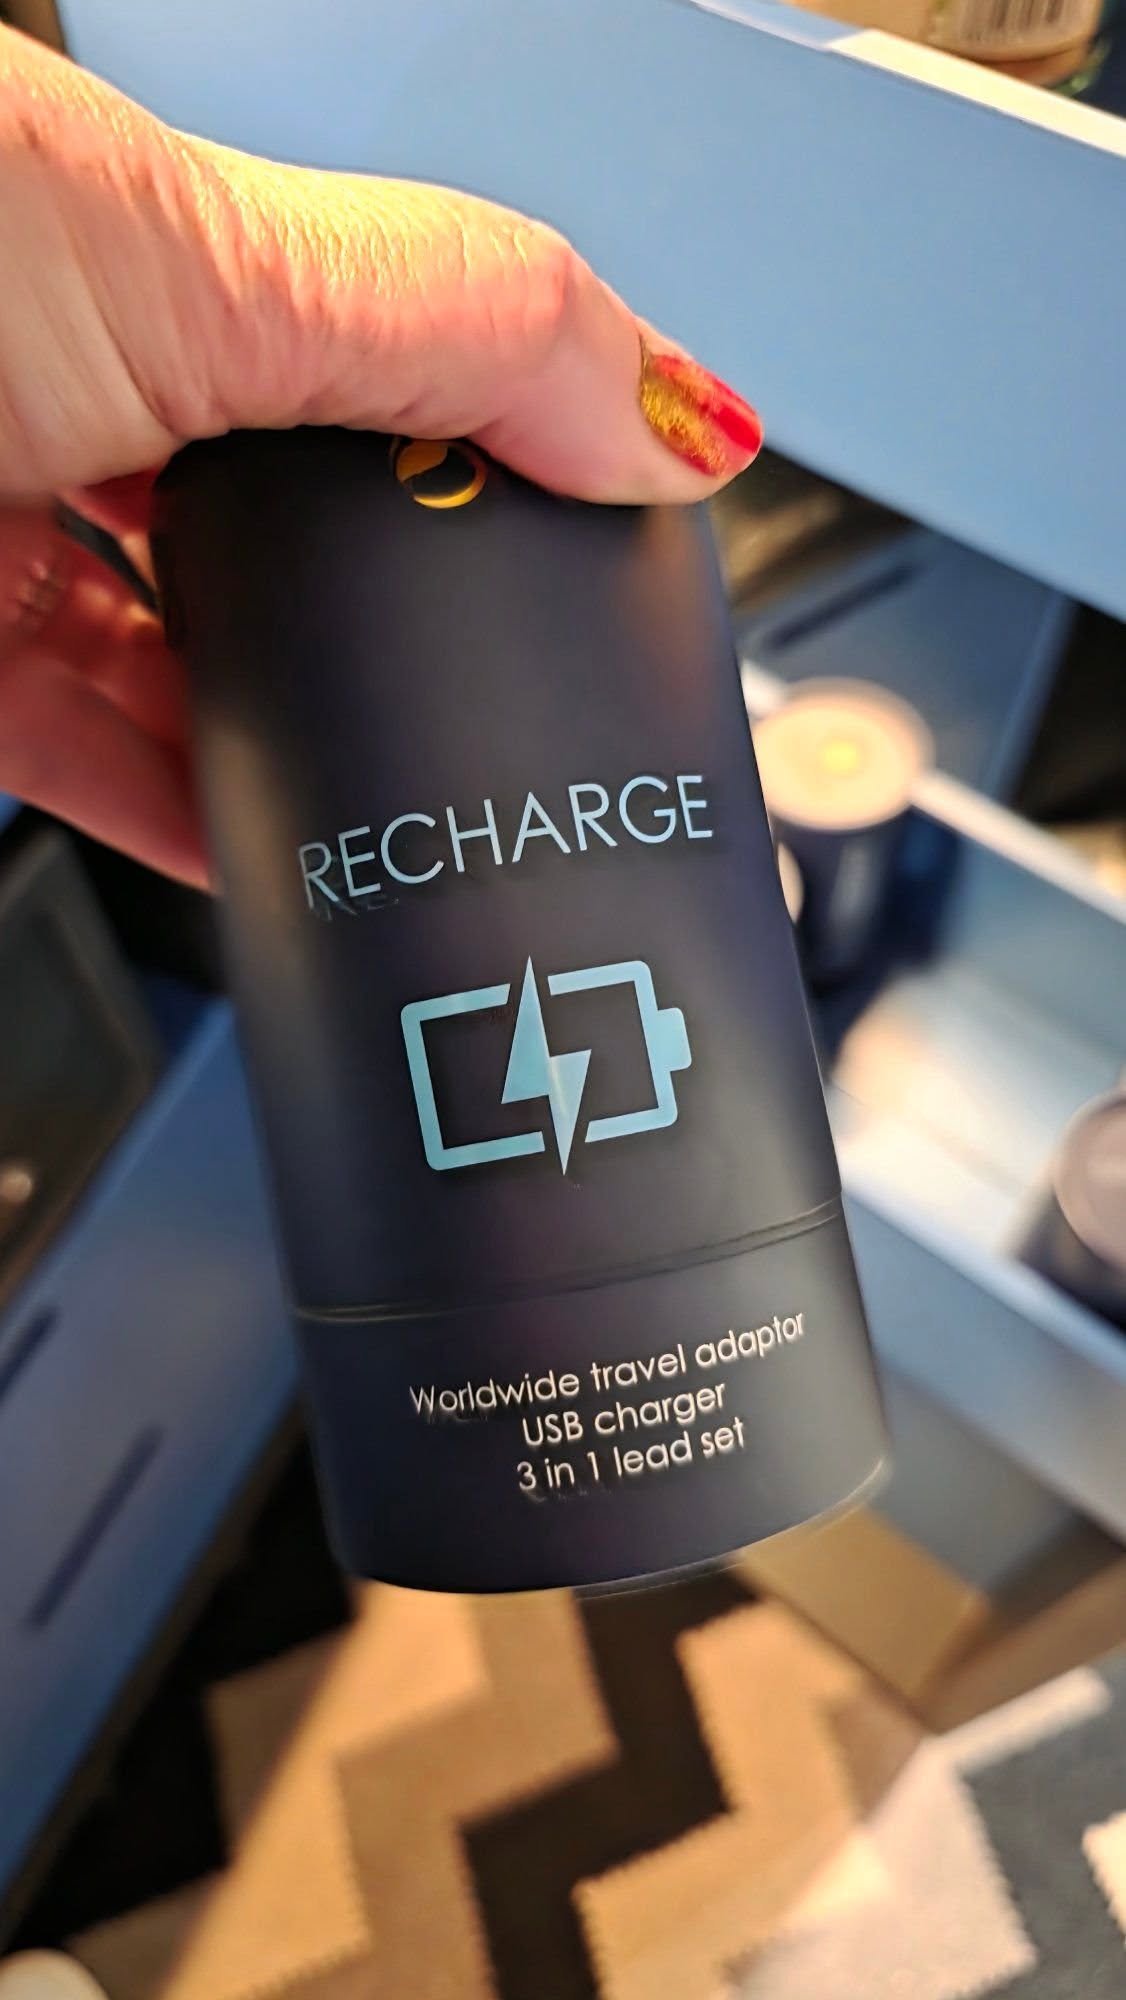 RECHARGE
Worldwide travel adaptor
USB charger
3 in 1 lead set